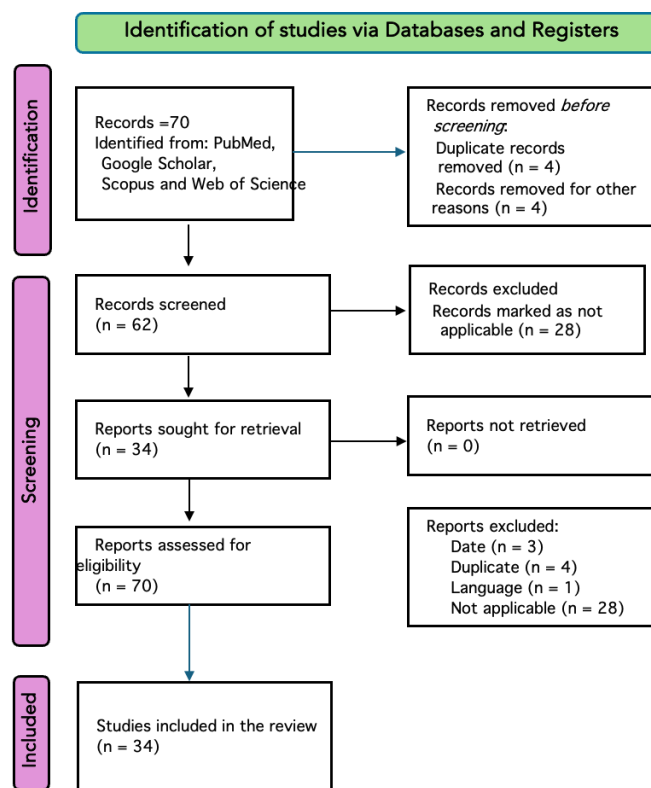 Identification of studies via Databases and Registers
Identification
Records =70
Identified from: PubMed,
Google Scholar,
Scopus and Web of Science
Records removed before
screening:
Duplicate records
removed (n = 4)
Records removed for other
reasons (n = 4)
Screening
Records screened
(n = 62)
Records excluded
Records marked as not
applicable (n = 28)
Reports sought for retrieval
(n = 34)
Reports not retrieved
(n = 0)
Reports assessed for
eligibility
(n = 70)
Reports excluded:
Date (n = 3)
Duplicate (n = 4)
Language (n = 1)
Not applicable (n = 28)
Included
Studies included in the review
(n = 34)